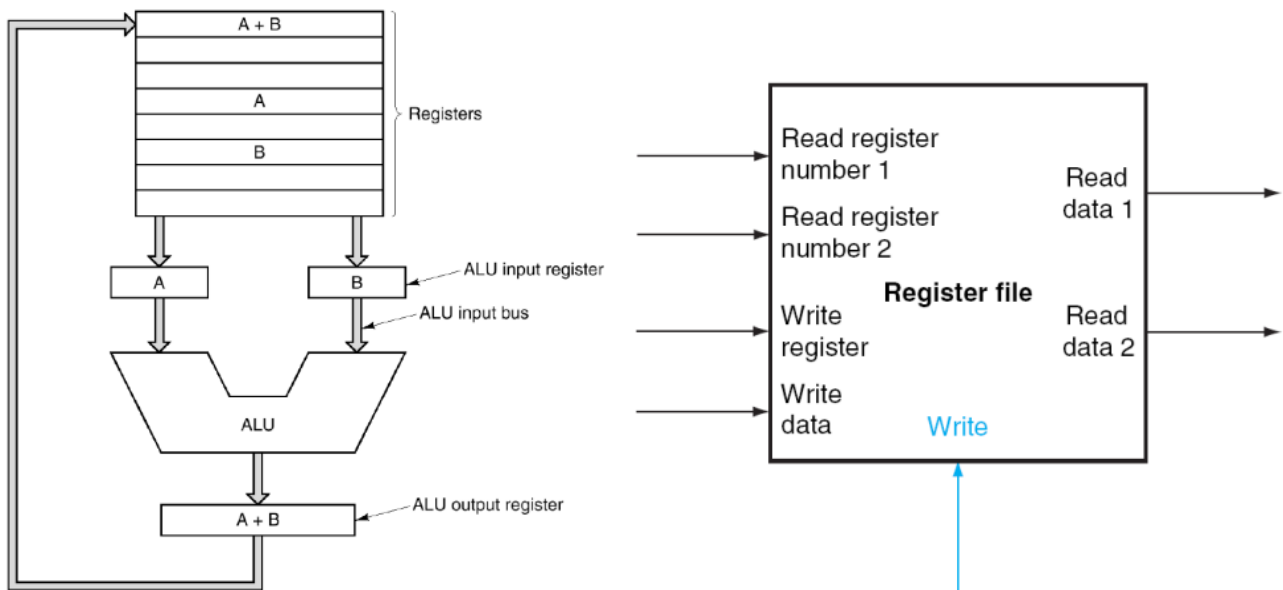 A + B
A
Registers
B
A
B
ALU input register
ALU input bus
ALU
ALU output register
A + B
Read register
number 1
Read register
number 2
Register file
Write
register
Write
data
Write
Read
data 1
Read
data 2